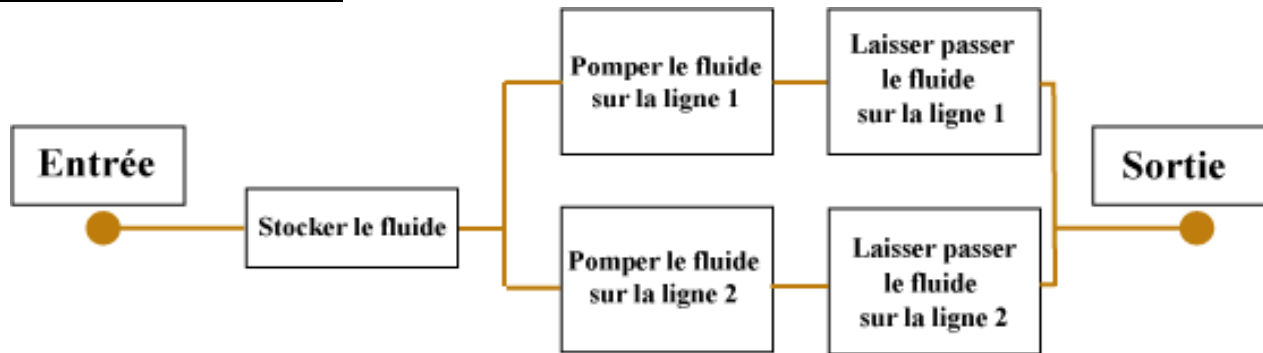 Entrée
Stocker le fluide
Pomper le fluide
sur la ligne 1
Laisser passer
le fluide
sur la ligne 1
Pomper le fluide
sur la ligne 2
Laisser passer
le fluide
sur la ligne 2
Sortie